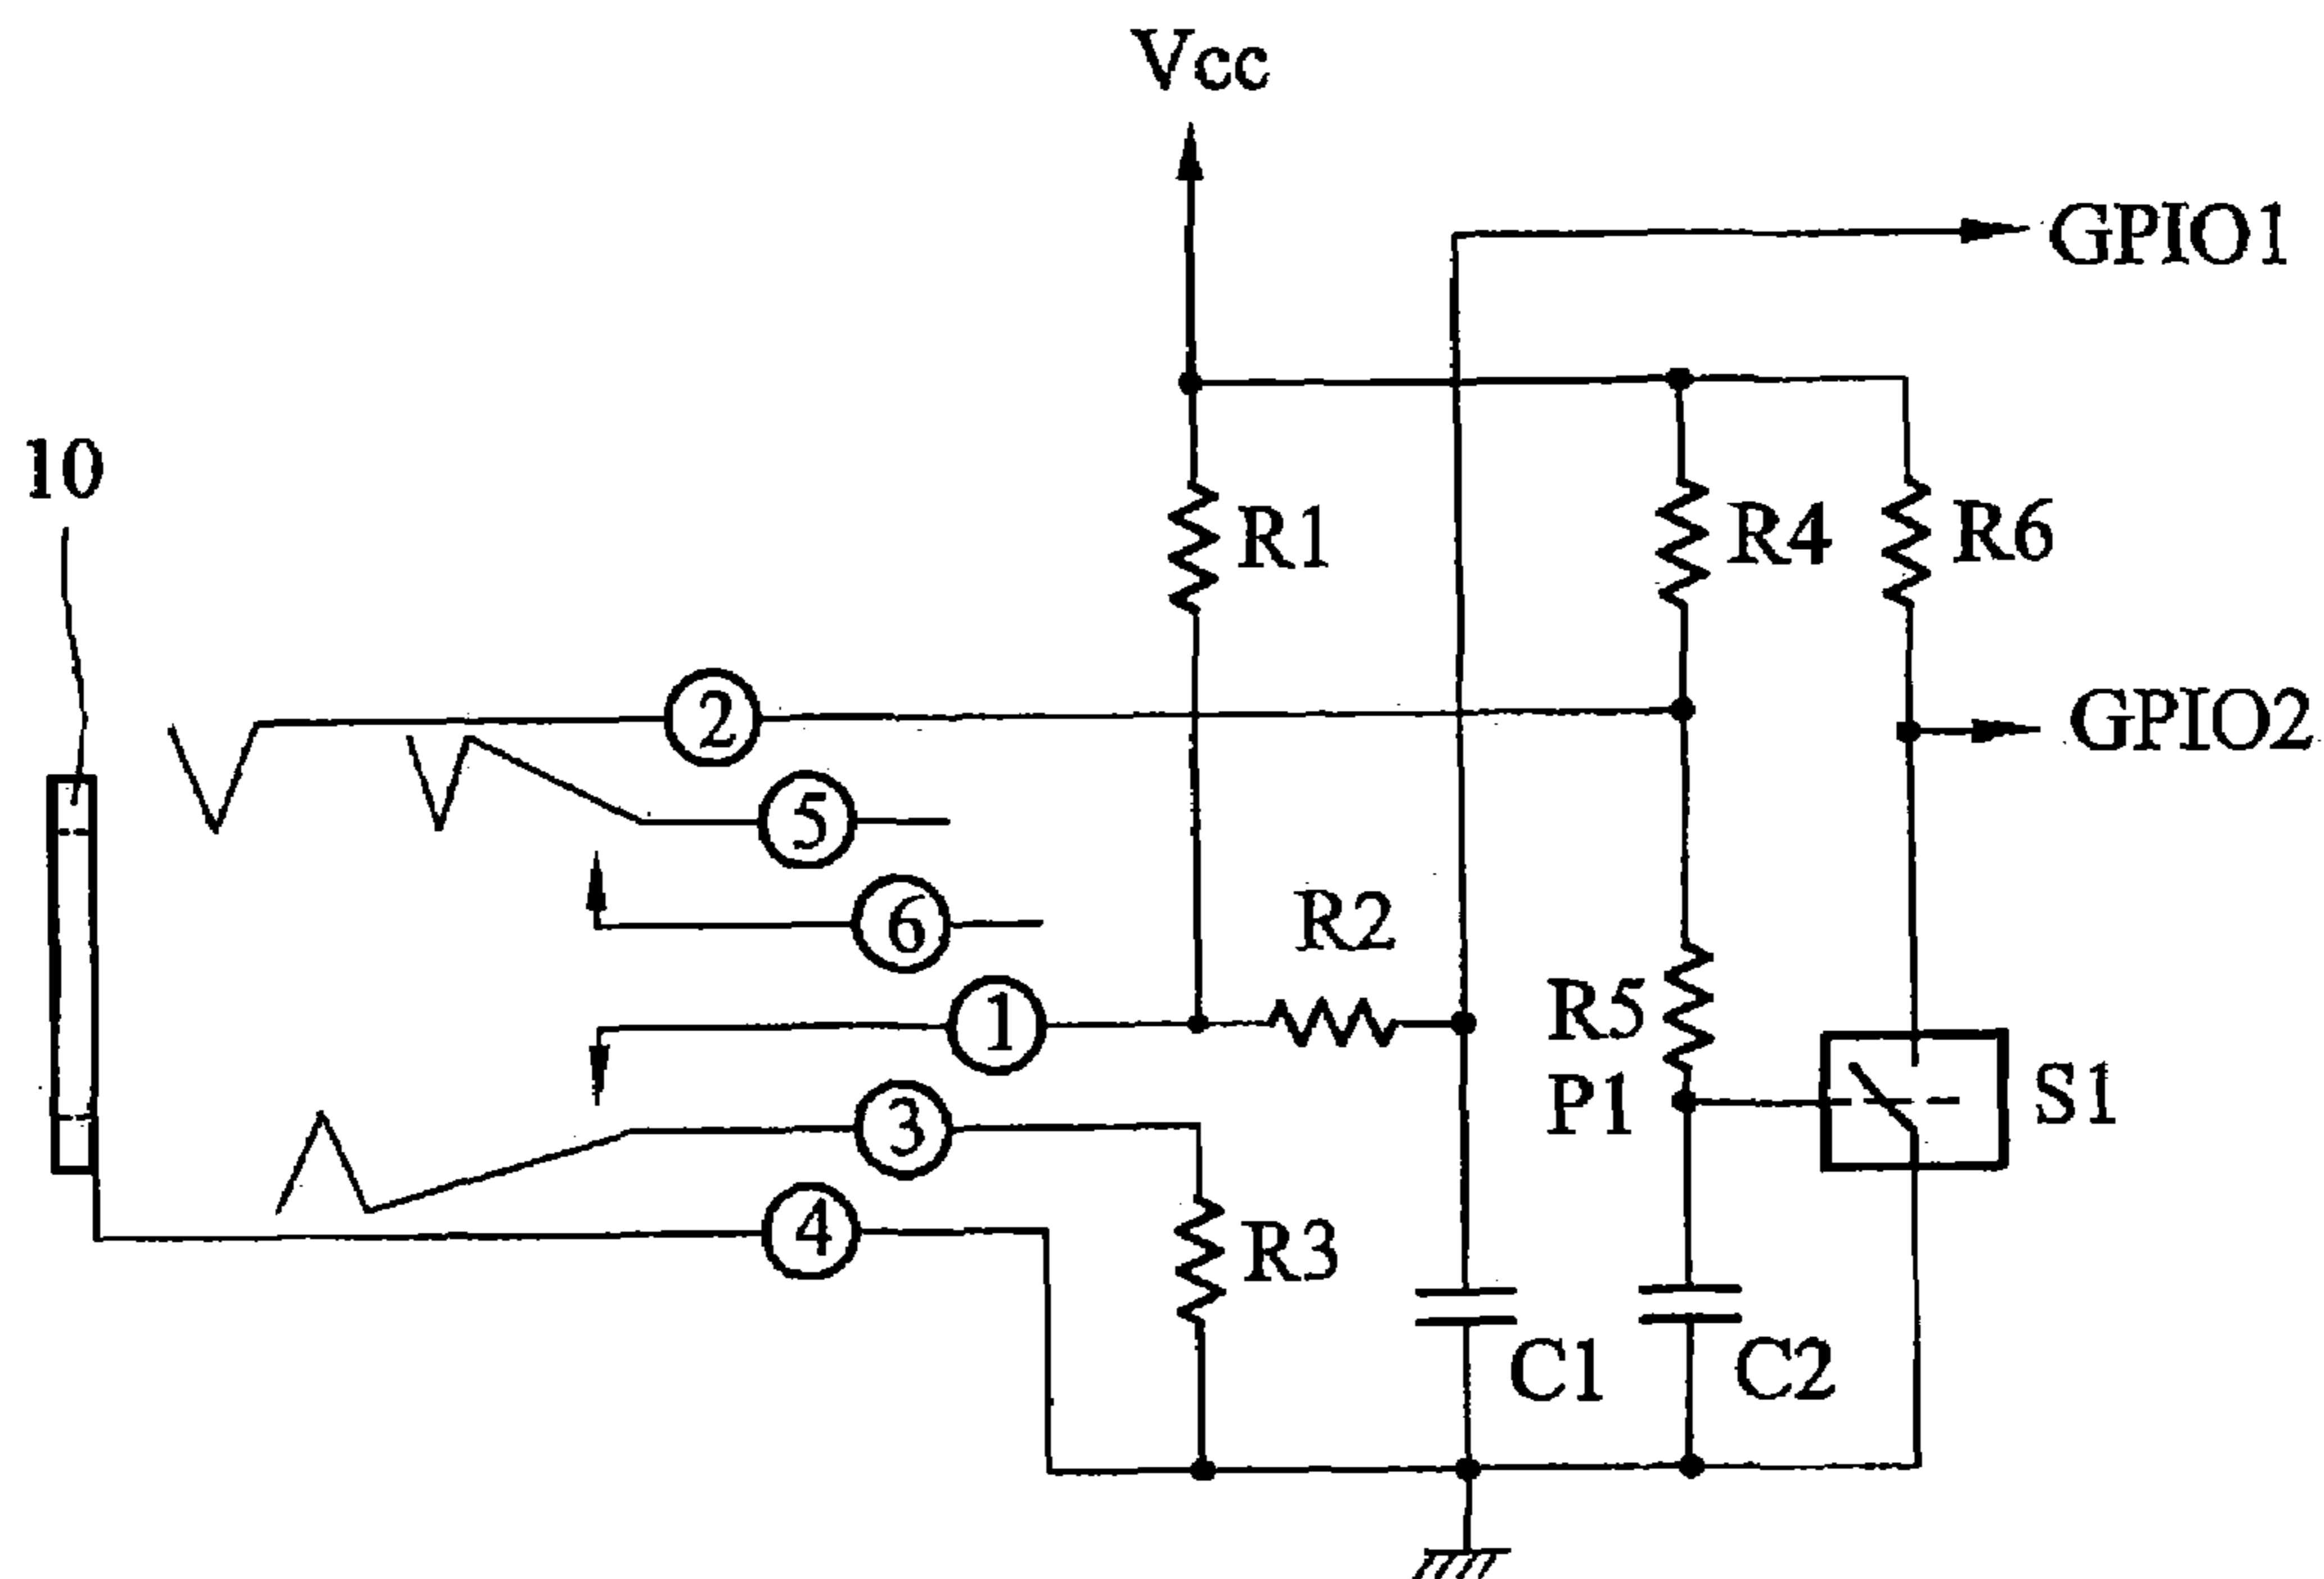 Vcc
GPIO1
10
R1
R4
R6
②
GPIO2
⑤
⑥
R2
①
R5
P1
S1
③
④
R3
C1
C2